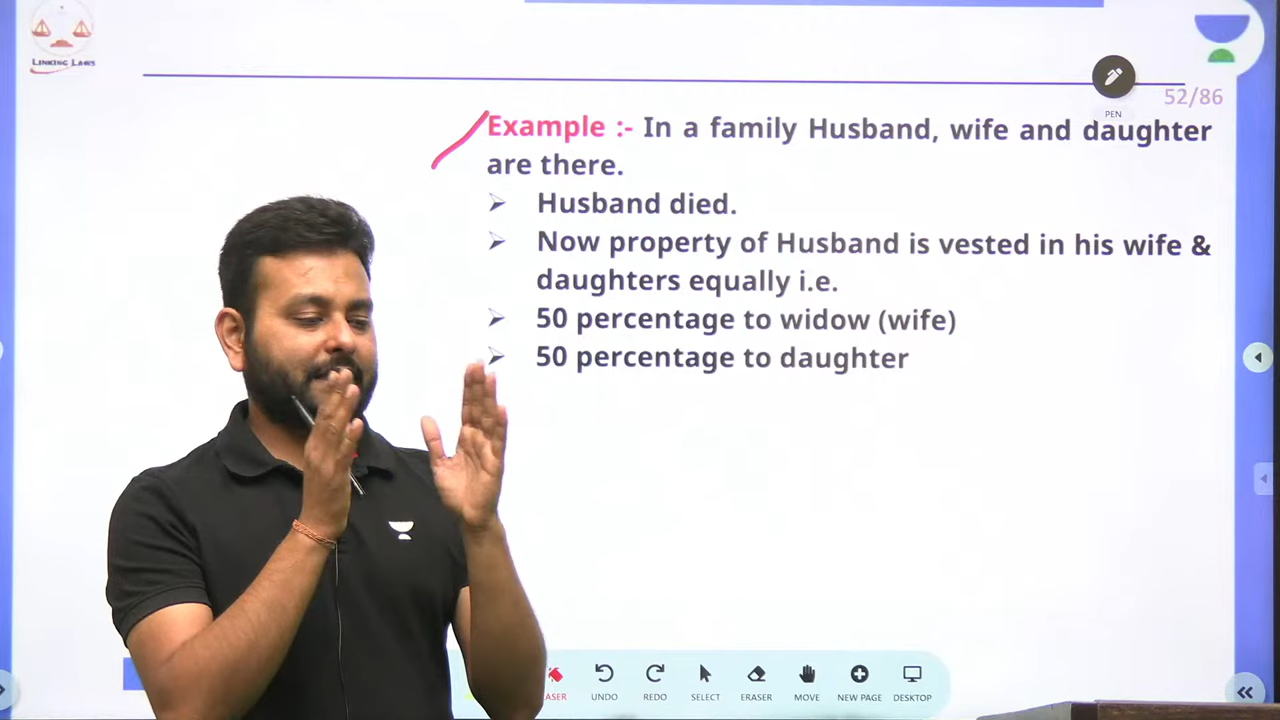 LINKING LAWS
52/86
PEN
Example :- In a family Husband, wife and daughter
are there.
Husband died.
Now property of Husband is vested in his wife &
daughters equally i.e.
50 percentage to widow (wife)
50 percentage to daughter
ASER
UNDO
REDO
SELECT
ERASER
MOVE
NEW PAGE
DESKTOP